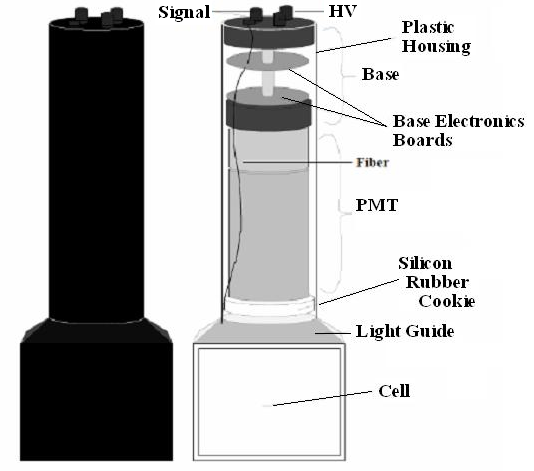 Signal
HV
Plastic
Housing
Base
Base Electronics
Boards
Fiber
PMT
Silicon
Rubber
Cookie
Light Guide
Cell